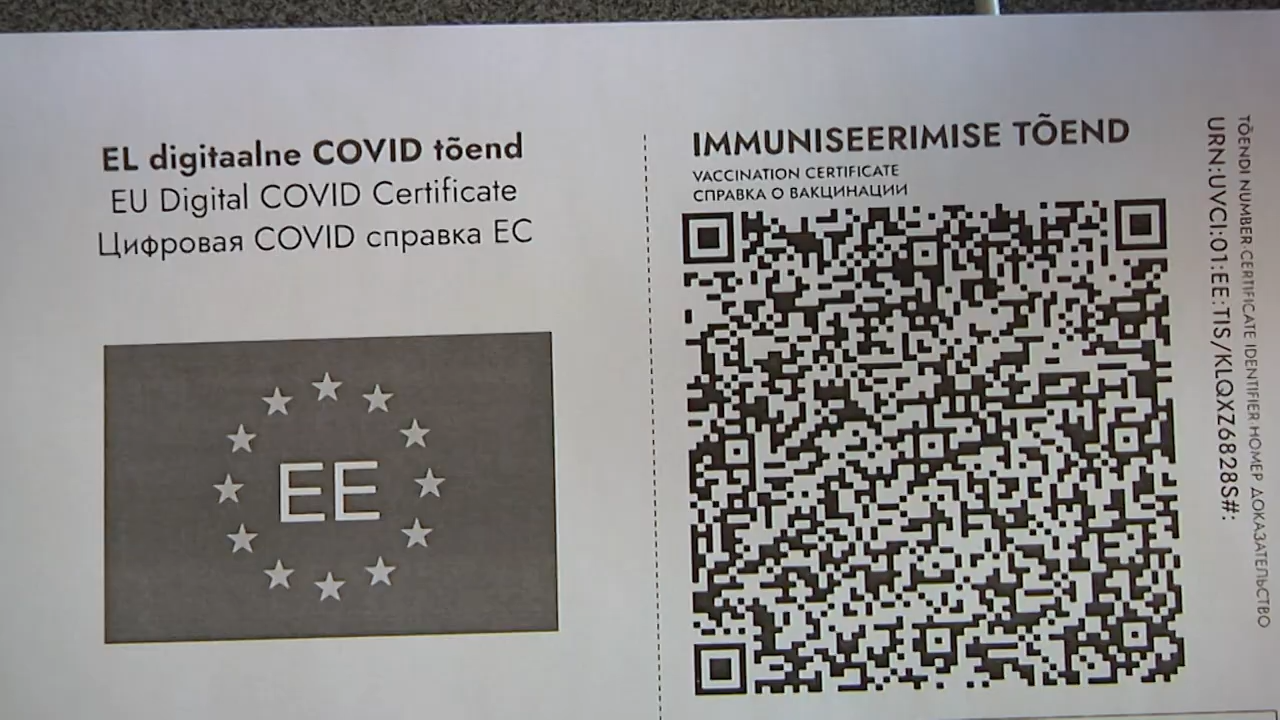 EL digitaalne COVID tõend
EU Digital COVID Certificate
Цифровая COVID справка ЕС
EE
IMMUNISEERIMISE TÕEND
VACCINATION CERTIFICATE
СПРАВКА О ВАКЦИНАЦИИ
TÕENDI NUMBER CERTIFICATE IDENTIFIER НОМЕР ДОКАЗАТЕЛЬСТВО
URN:UVCI:01:EE:TIS/KLQXZ6828S#: